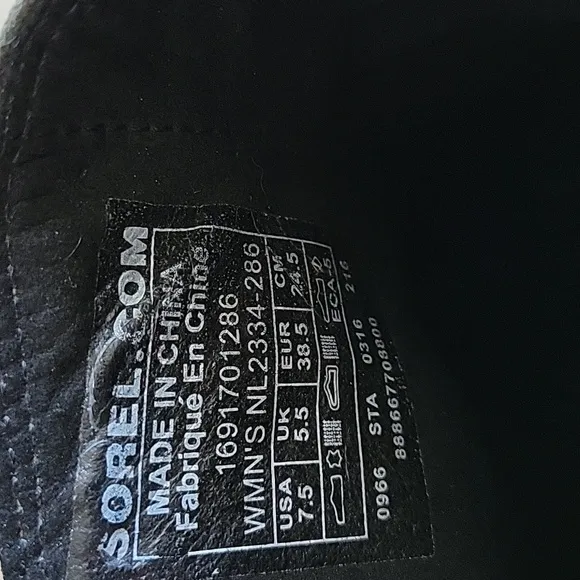 SOREL.COM
MADE IN CHINA
Fabriqué En Chine
1691701286
WMN'S NL2334-286
USA UK EUR CM
7.5 5.5 38.5 24.5
ECA-5
0966 STA 0316 216
888667708800